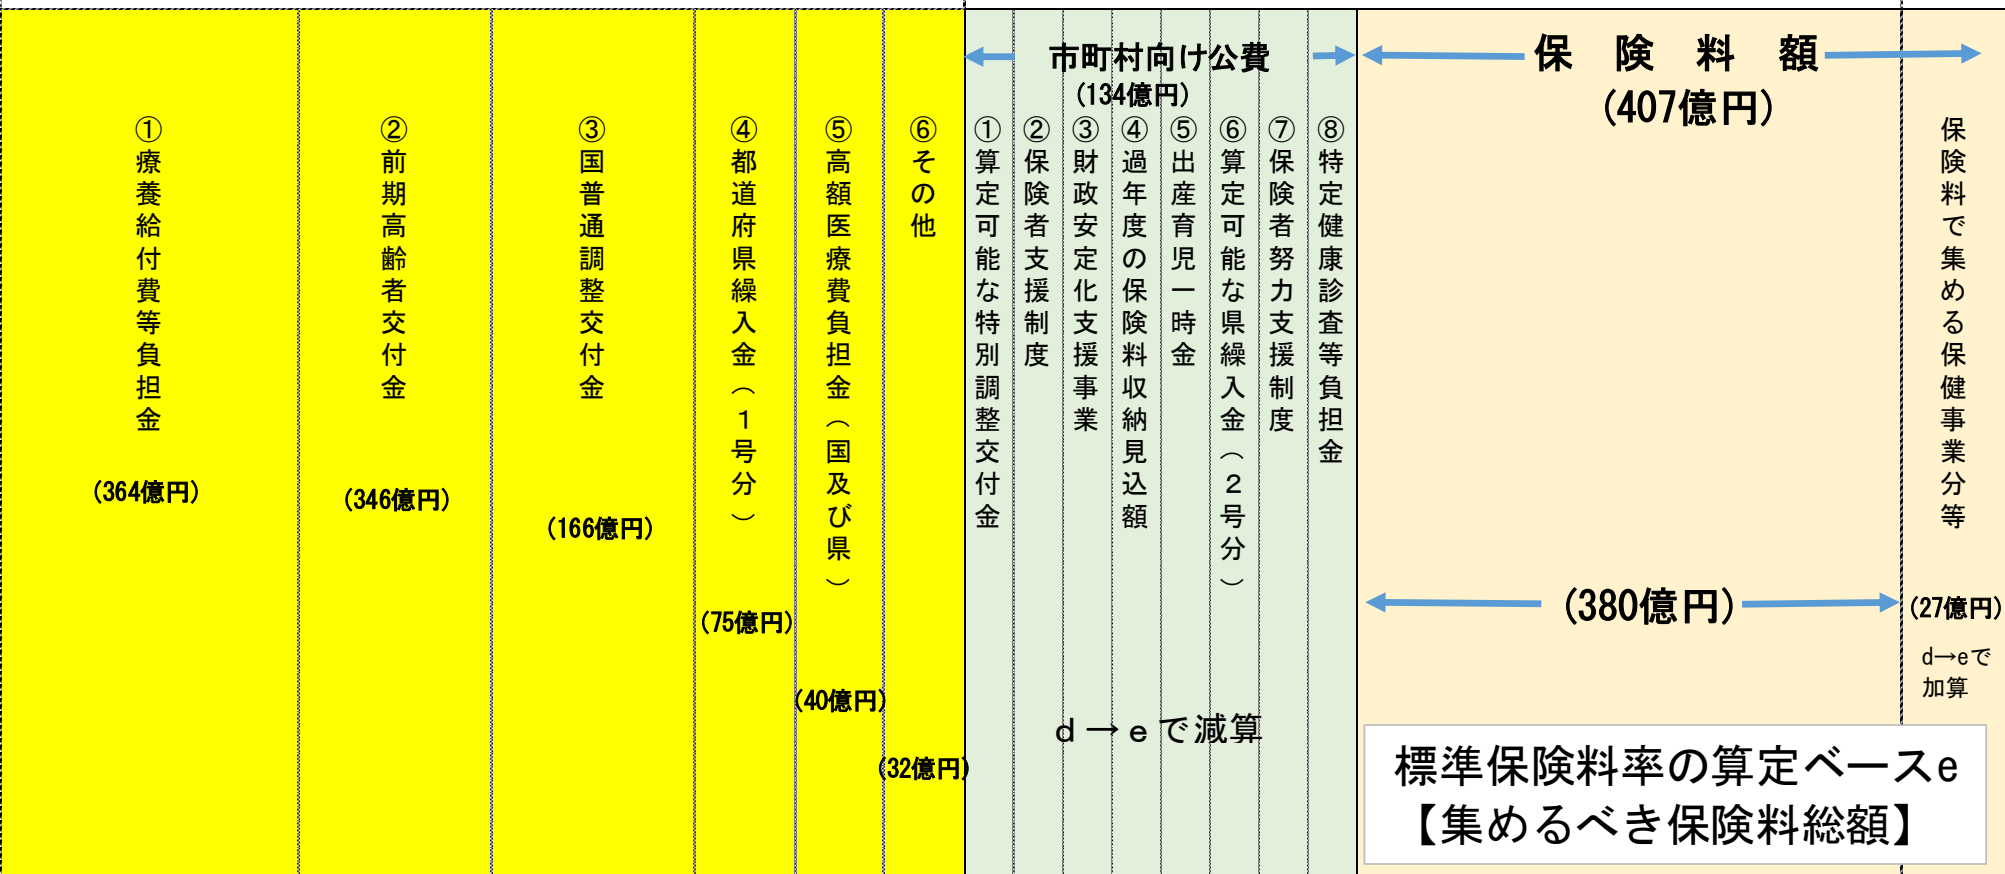 ①療養給付費等負担金
(364億円)
②前期高齢者交付金
(346億円)
③国普通調整交付金
(166億円)
④都道府県繰入金（１号分）
(75億円)
⑤高額医療費負担金（国及び県）
(40億円)
⑥その他
(32億円)
市町村向け公費
(134億円)
①算定可能な特別調整交付金
②保険者支援制度
③財政安定化支援事業
④過年度の保険料収納見込額
⑤出産育児一時金
⑥算定可能な県繰入金（２号分）
⑦保険者努力支援制度
⑧特定健康診査等負担金
ｄ→ｅで減算
保　険　料　額
(407億円)
(380億円)
保険料で集める保健事業分等
(27億円)
d→eで
加算
標準保険料率の算定ベースe
【集めるべき保険料総額】